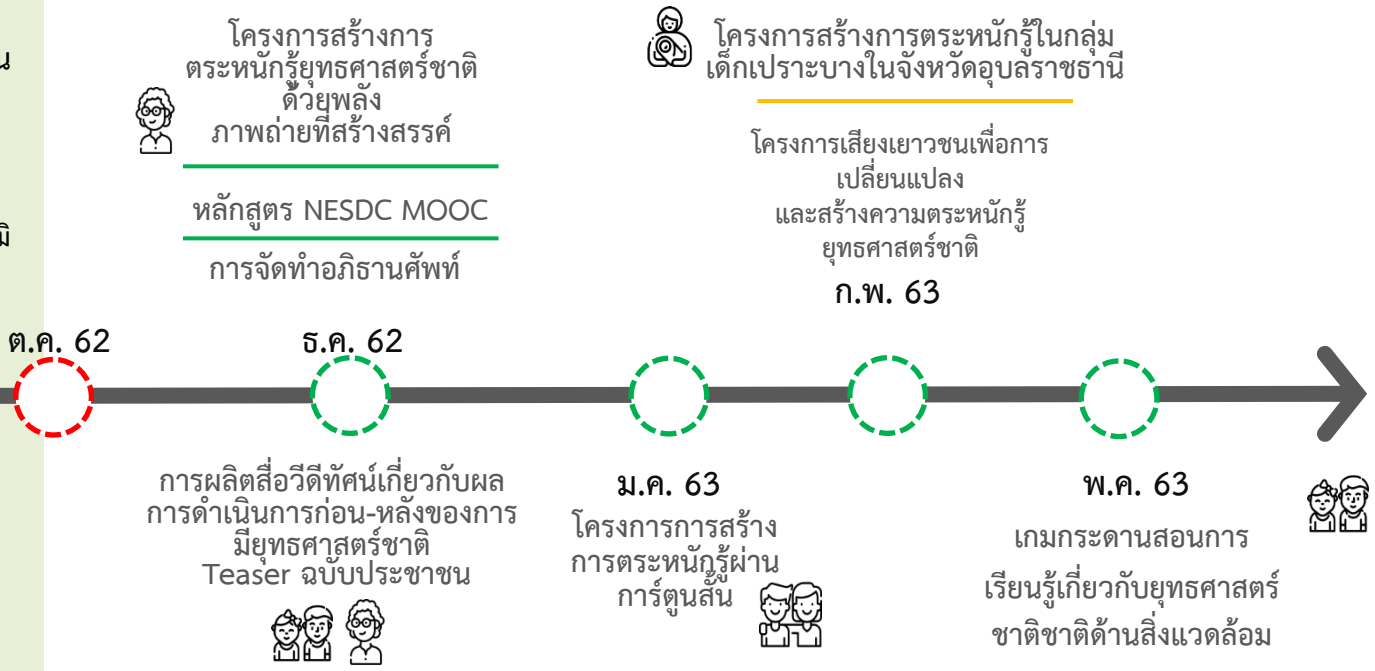 น
มิ
โครงการสร้างการ
ตระหนักรู้ยุทธศาสตร์ชาติ
ด้วยพลัง
ภาพถ่ายที่สร้างสรรค์
หลักสูตร NESDC MOOC
การจัดทำอภิธานศัพท์
โครงการสร้างการตระหนักรู้ในกลุ่ม
เด็กเปราะบางในจังหวัดอุบลราชธานี
โครงการเสียงเยาวชนเพื่อการ
เปลี่ยนแปลง
และสร้างความตระหนักรู้
ยุทธศาสตร์ชาติ
ก.พ. 63
ต.ค. 62
ธ.ค. 62
การผลิตสื่อวีดีทัศน์เกี่ยวกับผล
การดำเนินการก่อน-หลังของการ
มียุทธศาสตร์ชาติ
Teaser ฉบับประชาชน
ม.ค. 63
โครงการการสร้าง
การตระหนักรู้ผ่าน
การ์ตูนสั้น
พ.ค. 63
เกมกระดานสอนการ
เรียนรู้เกี่ยวกับยุทธศาสตร์
ชาติชาติด้านสิ่งแวดล้อม